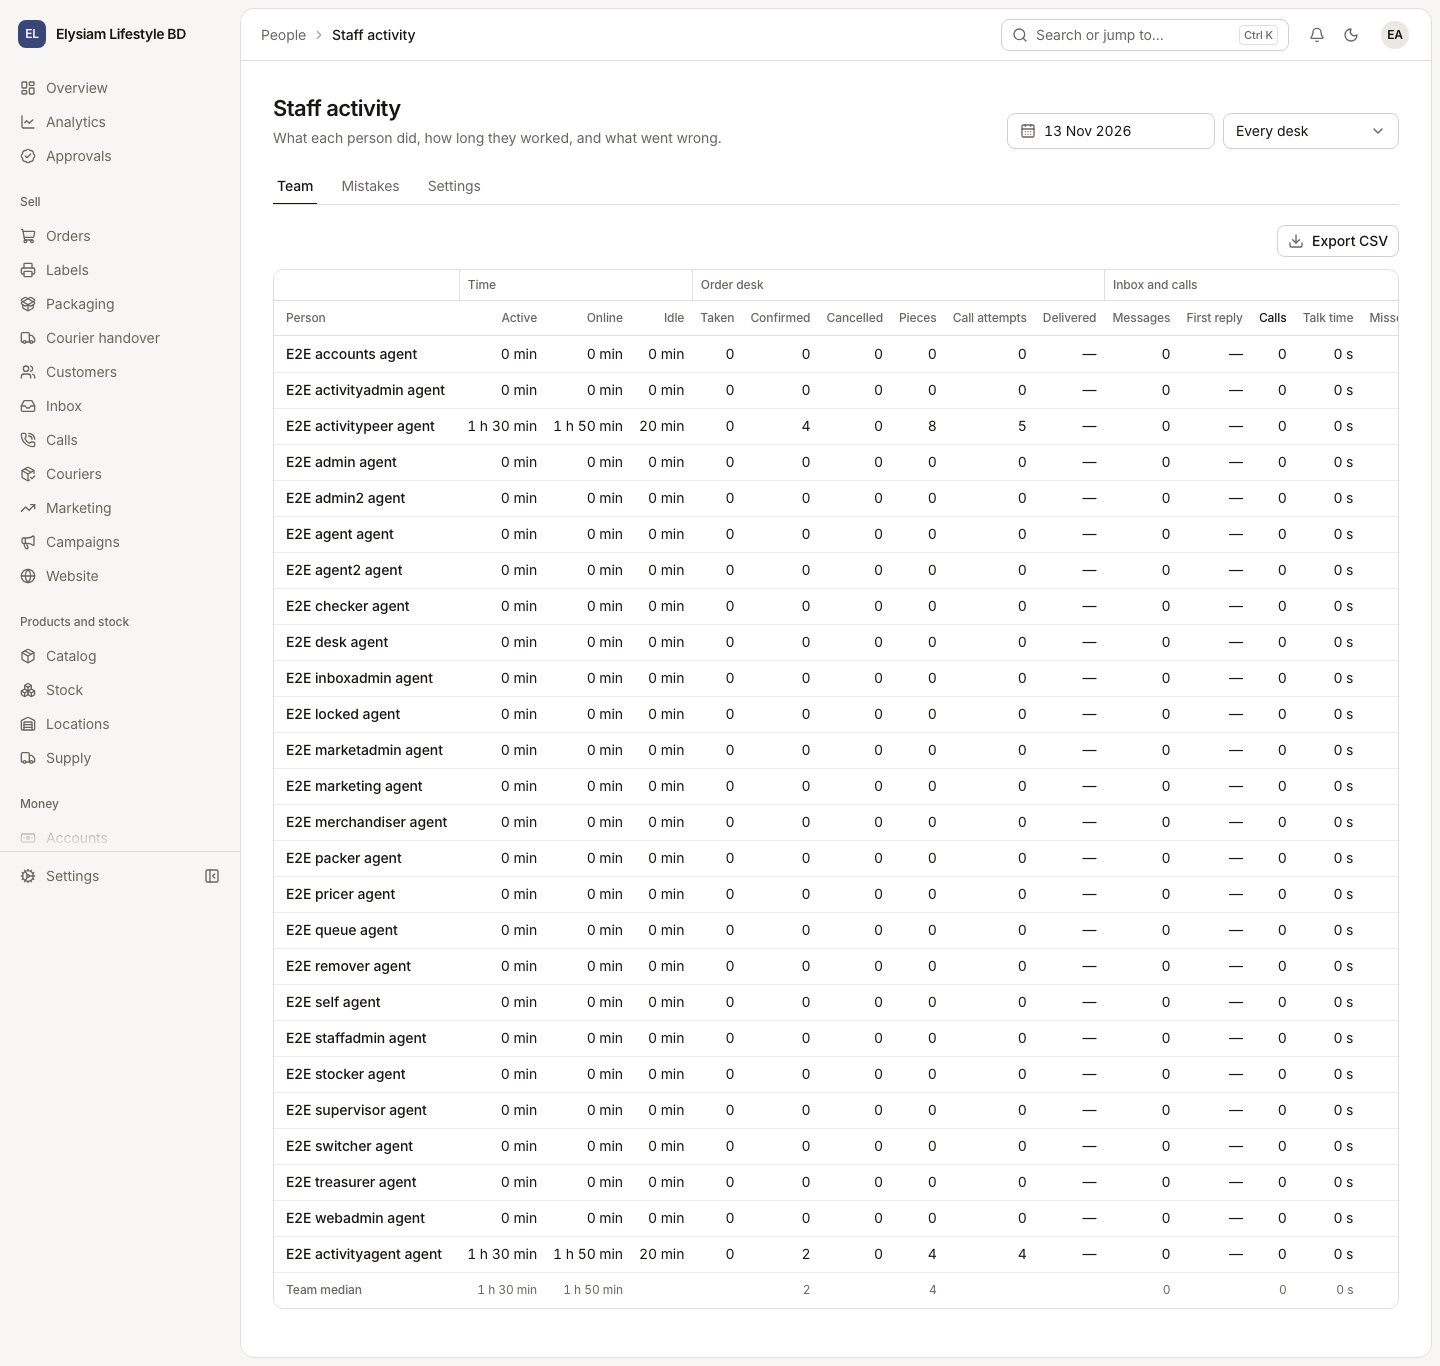 EL Elysiam Lifestyle BD
People > Staff activity
Search or jump to...
Ctrl K
EA
Overview
Analytics
Approvals
Sell
Orders
Labels
Packaging
Courier handover
Customers
Inbox
Calls
Couriers
Marketing
Campaigns
Website
Products and stock
Catalog
Stock
Locations
Supply
Money
Accounts
Settings
Staff activity
What each person did, how long they worked, and what went wrong.
13 Nov 2026
Every desk
Team Mistakes Settings
Export CSV
Time Order desk Inbox and calls
Person Active Online Idle Taken Confirmed Cancelled Pieces Call attempts Delivered Messages First reply Calls Talk time
E2E accounts agent 0 min 0 min 0 min 0 0 0 0 0 — 0 — 0 0 s
E2E activityadmin agent 0 min 0 min 0 min 0 0 0 0 0 — 0 — 0 0 s
E2E activitypeer agent 1 h 30 min 1 h 50 min 20 min 0 4 0 8 5 — 0 — 0 0 s
E2E admin agent 0 min 0 min 0 min 0 0 0 0 0 — 0 — 0 0 s
E2E admin2 agent 0 min 0 min 0 min 0 0 0 0 0 — 0 — 0 0 s
E2E agent agent 0 min 0 min 0 min 0 0 0 0 0 — 0 — 0 0 s
E2E agent2 agent 0 min 0 min 0 min 0 0 0 0 0 — 0 — 0 0 s
E2E checker agent 0 min 0 min 0 min 0 0 0 0 0 — 0 — 0 0 s
E2E desk agent 0 min 0 min 0 min 0 0 0 0 0 — 0 — 0 0 s
E2E inboxadmin agent 0 min 0 min 0 min 0 0 0 0 0 — 0 — 0 0 s
E2E locked agent 0 min 0 min 0 min 0 0 0 0 0 — 0 — 0 0 s
E2E marketadmin agent 0 min 0 min 0 min 0 0 0 0 0 — 0 — 0 0 s
E2E marketing agent 0 min 0 min 0 min 0 0 0 0 0 — 0 — 0 0 s
E2E merchandiser agent 0 min 0 min 0 min 0 0 0 0 0 — 0 — 0 0 s
E2E packer agent 0 min 0 min 0 min 0 0 0 0 0 — 0 — 0 0 s
E2E pricer agent 0 min 0 min 0 min 0 0 0 0 0 — 0 — 0 0 s
E2E queue agent 0 min 0 min 0 min 0 0 0 0 0 — 0 — 0 0 s
E2E remover agent 0 min 0 min 0 min 0 0 0 0 0 — 0 — 0 0 s
E2E self agent 0 min 0 min 0 min 0 0 0 0 0 — 0 — 0 0 s
E2E staffadmin agent 0 min 0 min 0 min 0 0 0 0 0 — 0 — 0 0 s
E2E stocker agent 0 min 0 min 0 min 0 0 0 0 0 — 0 — 0 0 s
E2E supervisor agent 0 min 0 min 0 min 0 0 0 0 0 — 0 — 0 0 s
E2E switcher agent 0 min 0 min 0 min 0 0 0 0 0 — 0 — 0 0 s
E2E treasurer agent 0 min 0 min 0 min 0 0 0 0 0 — 0 — 0 0 s
E2E webadmin agent 0 min 0 min 0 min 0 0 0 0 0 — 0 — 0 0 s
E2E activityagent agent 1 h 30 min 1 h 50 min 20 min 0 2 0 4 4 — 0 — 0 0 s
Team median 1 h 30 min 1 h 50 min 2 4 0 0 0 s